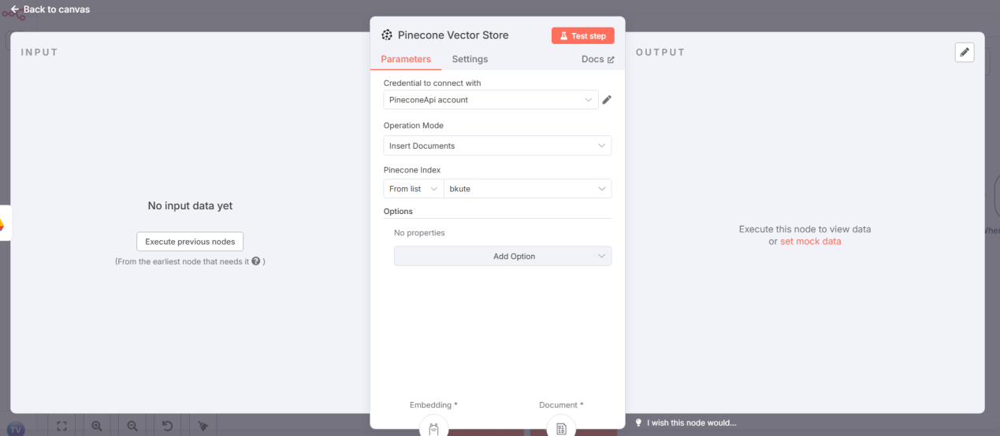 Back to canvas
INPUT
No input data yet
Execute previous nodes
(From the earliest node that needs it ? )
Pinecone Vector Store
Test step
Parameters
Settings
Docs
Credential to connect with
PineconeApi account
Operation Mode
Insert Documents
Pinecone Index
From list
bkute
Options
No properties
Add Option
Embedding *
Document *
OUTPUT
Execute this node to view data
or set mock data
I wish this node would...
TV